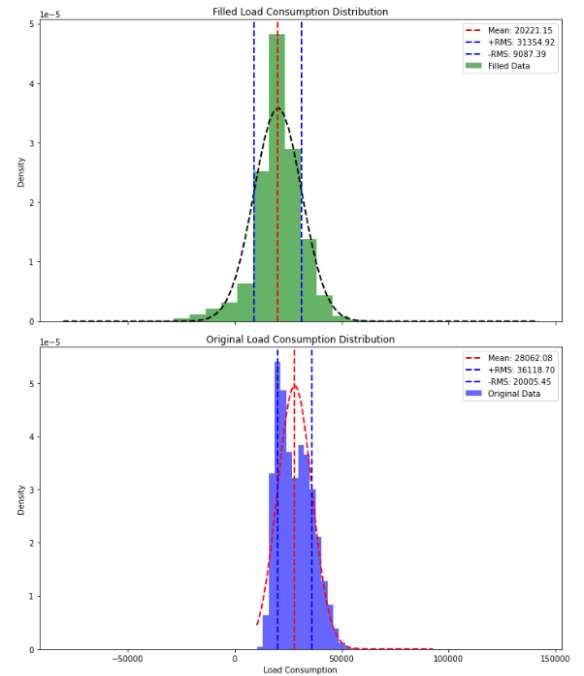 Filled Load Consumption Distribution
1e−5
Mean: 20221.15
+RMS: 31354.92
-RMS: 9087.39
Filled Data
5
4
3
2
1
0
Density
Original Load Consumption Distribution
1e−5
Mean: 28062.08
+RMS: 36118.70
-RMS: 20005.45
Original Data
5
4
3
2
1
0
Density
−50000 0 50000 100000 150000
Load Consumption